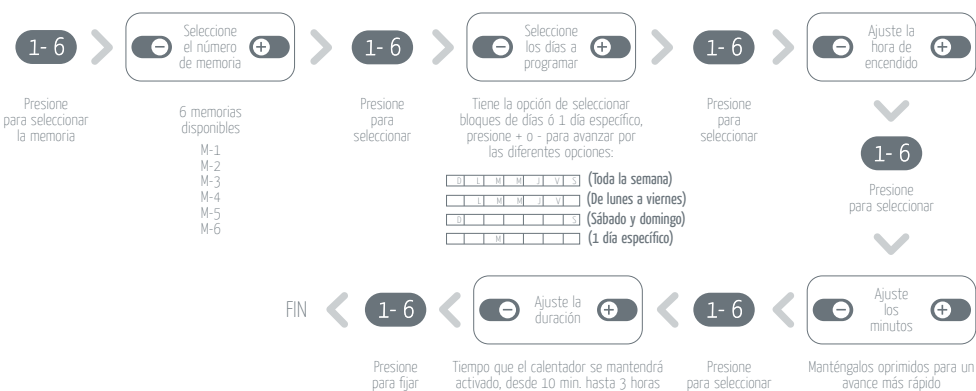 1- 6
Seleccione
el número
de memoria
1- 6
Seleccione
los días a
programar
1- 6
Ajuste la
hora de
encendido
Presione
para seleccionar
la memoria
6 memorias
disponibles
M-1
M-2
M-3
M-4
M-5
M-6
Presione
para
seleccionar
Tiene la opción de seleccionar
bloques de días ó 1 día específico,
presione + o - para avanzar por
las diferentes opciones:
D L M M J V S (Toda la semana)
L M M J V (De lunes a viernes)
D S (Sábado y domingo)
M (1 día específico)
Presione
para
seleccionar
1- 6
Presione
para seleccionar
Ajuste
los
minutos
Manténgalos oprimidos para un
avance más rápido
1- 6
Presione
para seleccionar
Ajuste la
duración
Tiempo que el calentador se mantendrá
activado, desde 10 min. hasta 3 horas
1- 6
Presione
para fijar
FIN